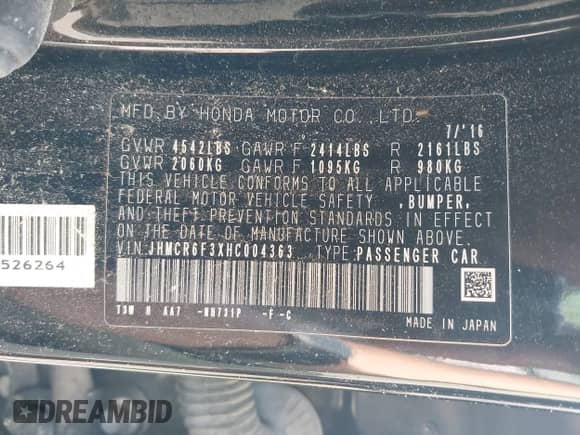 MFD.BY HONDA MOTOR CO.,LTD.
7/'16
GVWR 4542LBS GAWR F 2414LBS R 2161LBS
GVWR 2060KG GAWR F 1095KG R 980KG
THIS VEHICLE CONFORMS TO ALL APPLICABLE
FEDERAL MOTOR VEHICLE SAFETY ,BUMPER,
AND THEFT PREVENTION STANDARDS IN EFFECT
ON THE DATE OF MANUFACTURE SHOWN ABOVE.
V.I.N:JHMCR6F3XHC004363 TYPE:PASSENGER CAR
526264
-NH731P -F-C
MADE IN JAPAN
DREAMBID